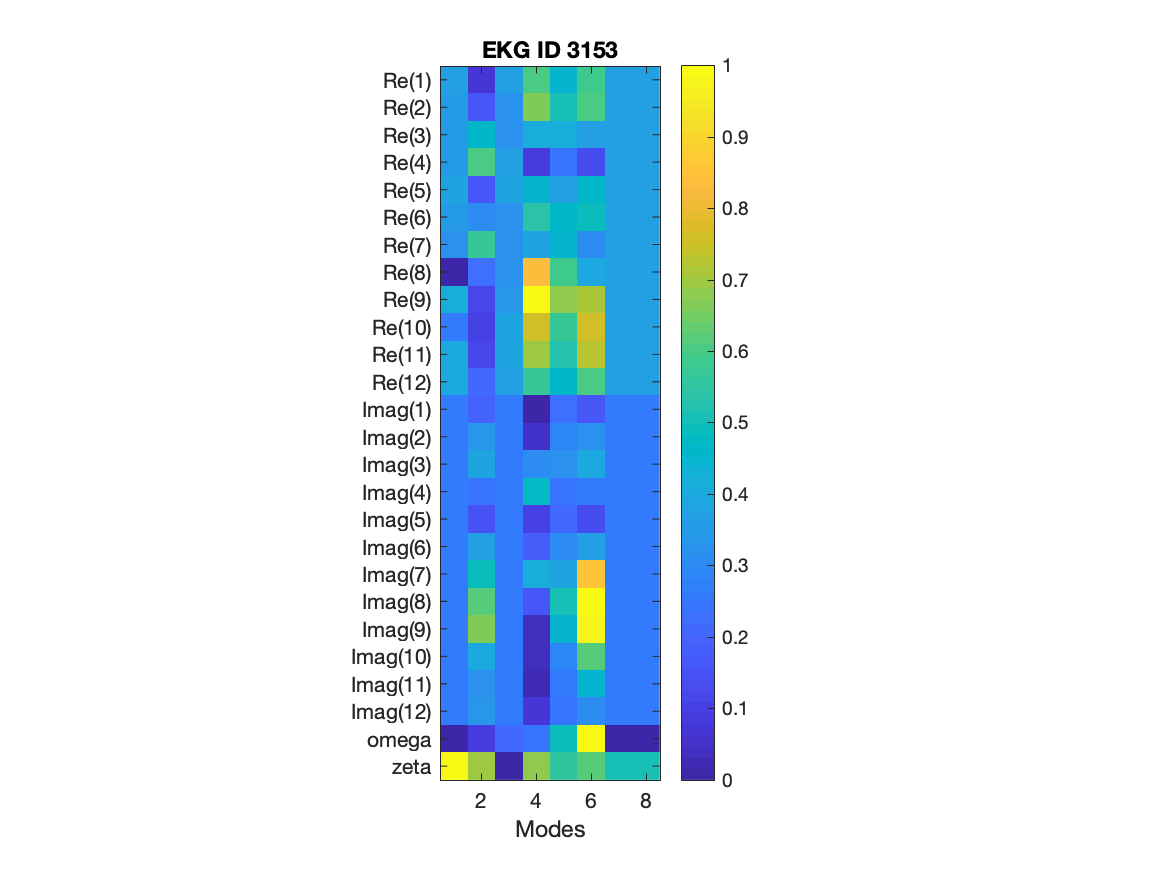 EKG ID 3153
Re(1)
Re(2)
Re(3)
Re(4)
Re(5)
Re(6)
Re(7)
Re(8)
Re(9)
Re(10)
Re(11)
Re(12)
Imag(1)
Imag(2)
Imag(3)
Imag(4)
Imag(5)
Imag(6)
Imag(7)
Imag(8)
Imag(9)
Imag(10)
Imag(11)
Imag(12)
omega
zeta
2 4 6 8
Modes
1
0.9
0.8
0.7
0.6
0.5
0.4
0.3
0.2
0.1
0